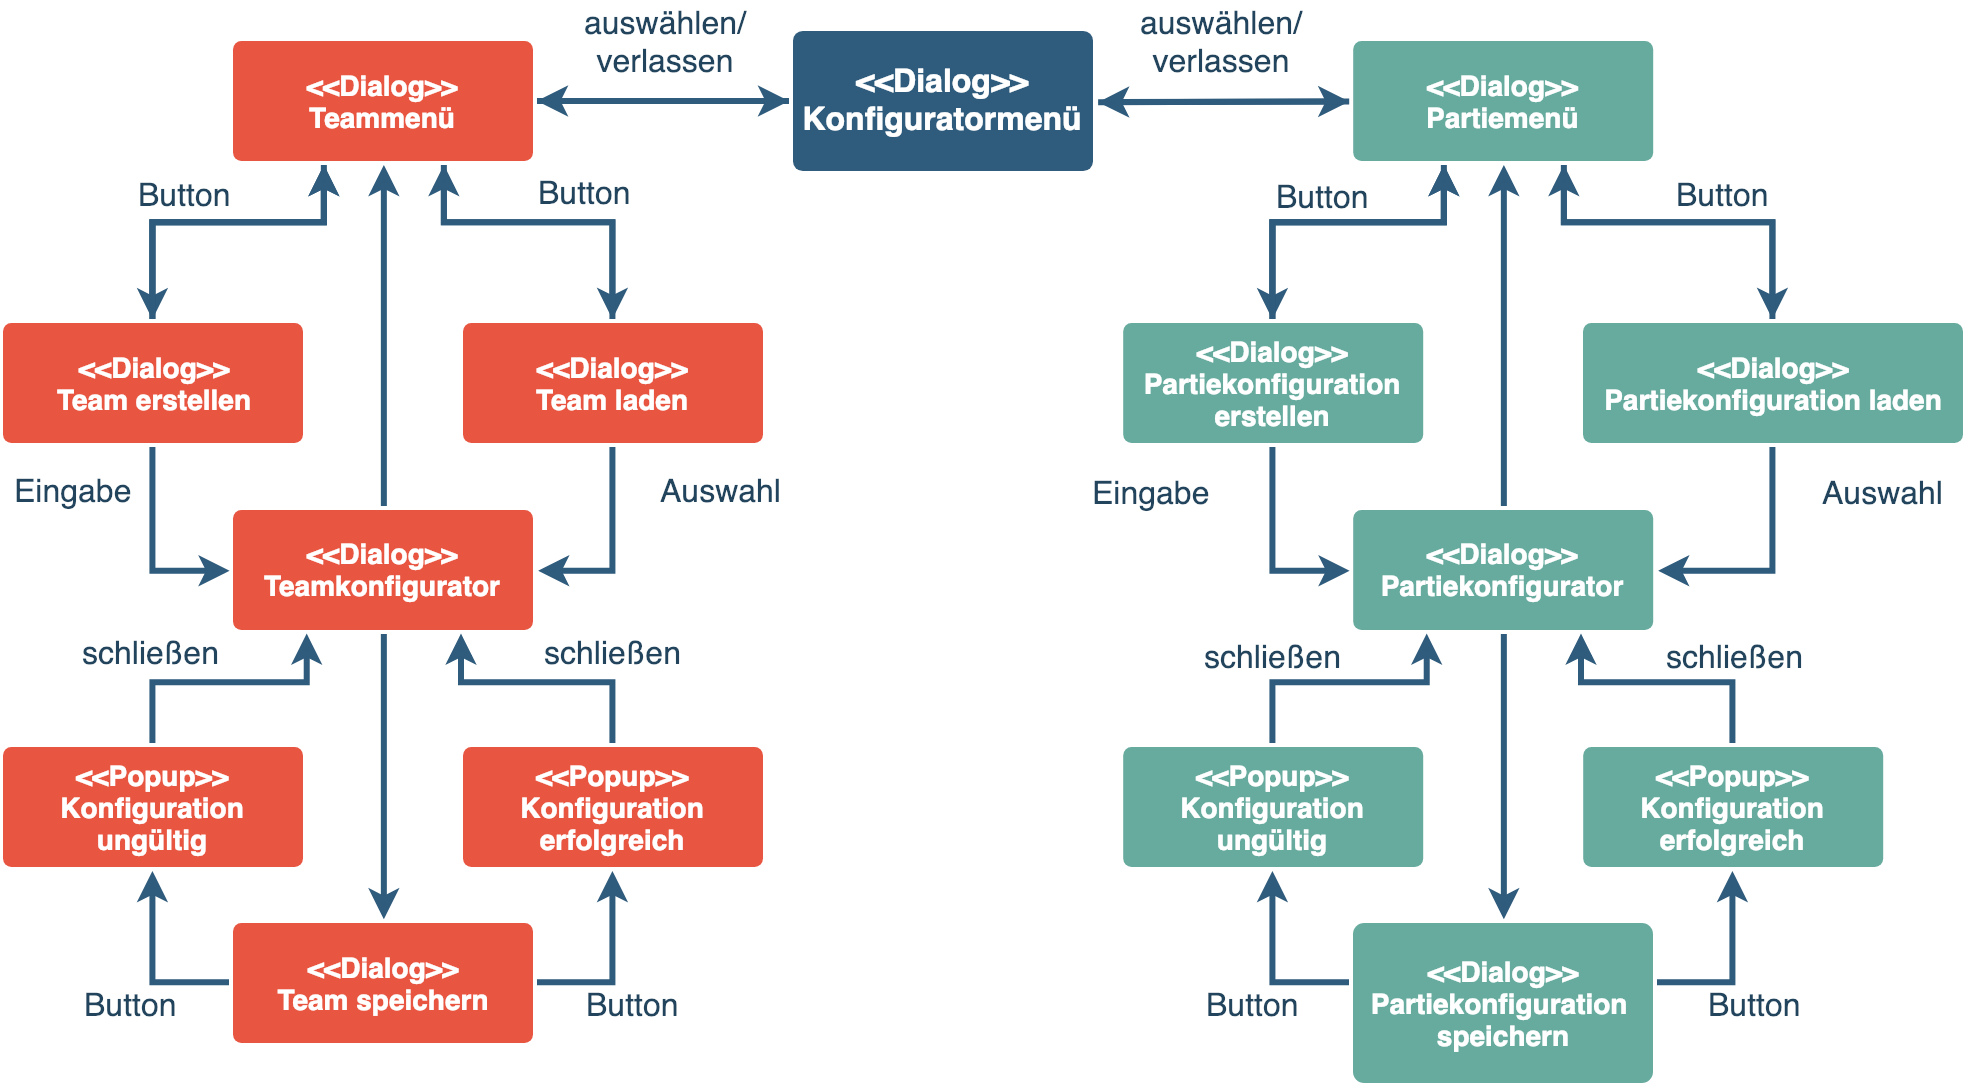 auswählen/
verlassen
auswählen/
verlassen
<<Dialog>>
Teammenü
<<Dialog>>
Konfiguratormenü
<<Dialog>>
Partiemenü
Button
Button
Button
Button
<<Dialog>>
Team erstellen
<<Dialog>>
Team laden
<<Dialog>>
Partiekonfiguration
erstellen
<<Dialog>>
Partiekonfiguration laden
Eingabe
Auswahl
Eingabe
Auswahl
<<Dialog>>
Teamkonfigurator
<<Dialog>>
Partiekonfigurator
schließen
schließen
schließen
schließen
<<Popup>>
Konfiguration
ungültig
<<Popup>>
Konfiguration
erfolgreich
<<Popup>>
Konfiguration
ungültig
<<Popup>>
Konfiguration
erfolgreich
<<Dialog>>
Team speichern
<<Dialog>>
Partiekonfiguration
speichern
Button
Button
Button
Button